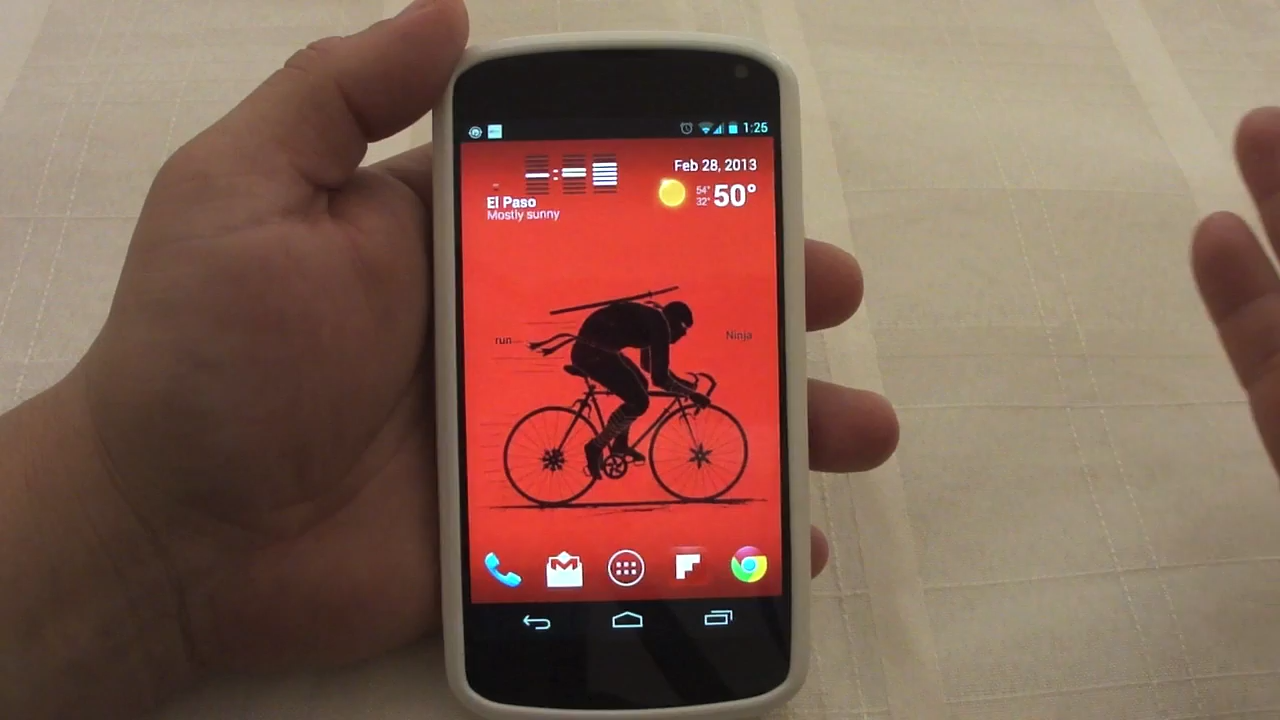 1:25
Feb 28, 2013
El Paso
Mostly sunny
54°
32°
50°
run
Ninja